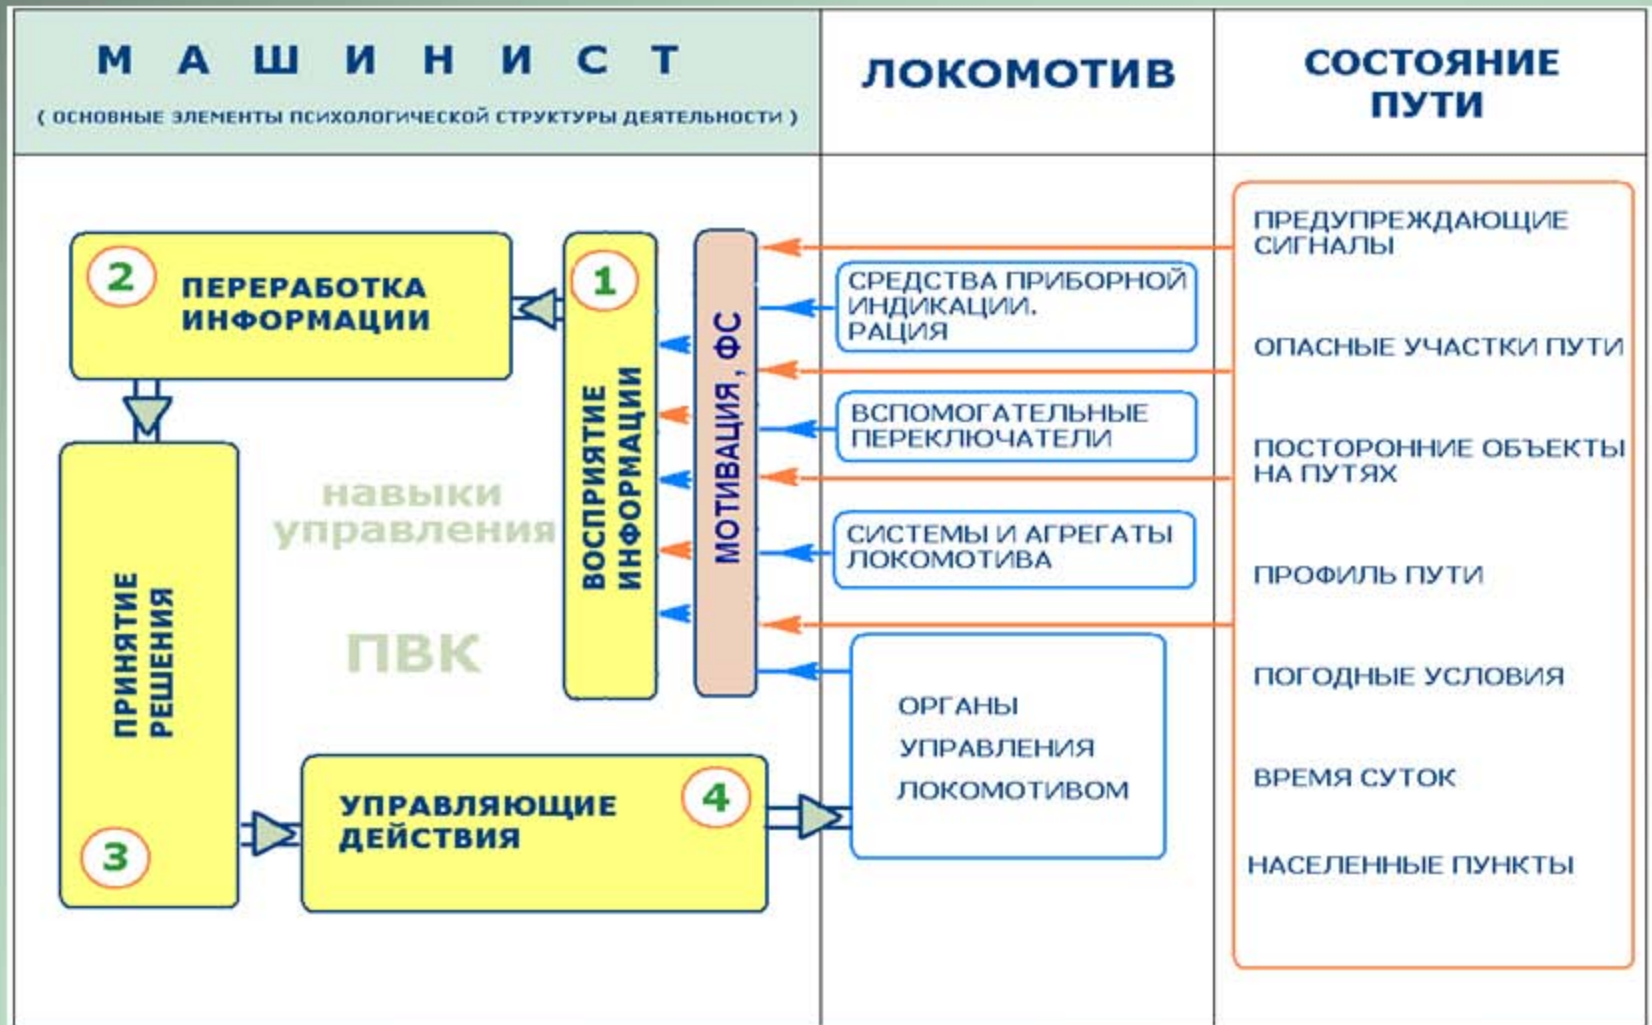 М А Ш И Н И С Т
( ОСНОВНЫЕ ЭЛЕМЕНТЫ ПСИХОЛОГИЧЕСКОЙ СТРУКТУРЫ ДЕЯТЕЛЬНОСТИ )
ЛОКОМОТИВ
СОСТОЯНИЕ
ПУТИ
2
ПЕРЕРАБОТКА
ИНФОРМАЦИИ
1
ВОСПРИЯТИЕ
ИНФОРМАЦИИ
МОТИВАЦИЯ, ФС
навыки
управления
ПВК
ПРИНЯТИЕ
РЕШЕНИЯ
3
УПРАВЛЯЮЩИЕ
ДЕЙСТВИЯ
4
СРЕДСТВА ПРИБОРНОЙ
ИНДИКАЦИИ.
РАЦИЯ
ВСПОМОГАТЕЛЬНЫЕ
ПЕРЕКЛЮЧАТЕЛИ
СИСТЕМЫ И АГРЕГАТЫ
ЛОКОМОТИВА
ОРГАНЫ
УПРАВЛЕНИЯ
ЛОКОМОТИВОМ
ПРЕДУПРЕЖДАЮЩИЕ
СИГНАЛЫ
ОПАСНЫЕ УЧАСТКИ ПУТИ
ПОСТОРОННИЕ ОБЪЕКТЫ
НА ПУТЯХ
ПРОФИЛЬ ПУТИ
ПОГОДНЫЕ УСЛОВИЯ
ВРЕМЯ СУТОК
НАСЕЛЕННЫЕ ПУНКТЫ